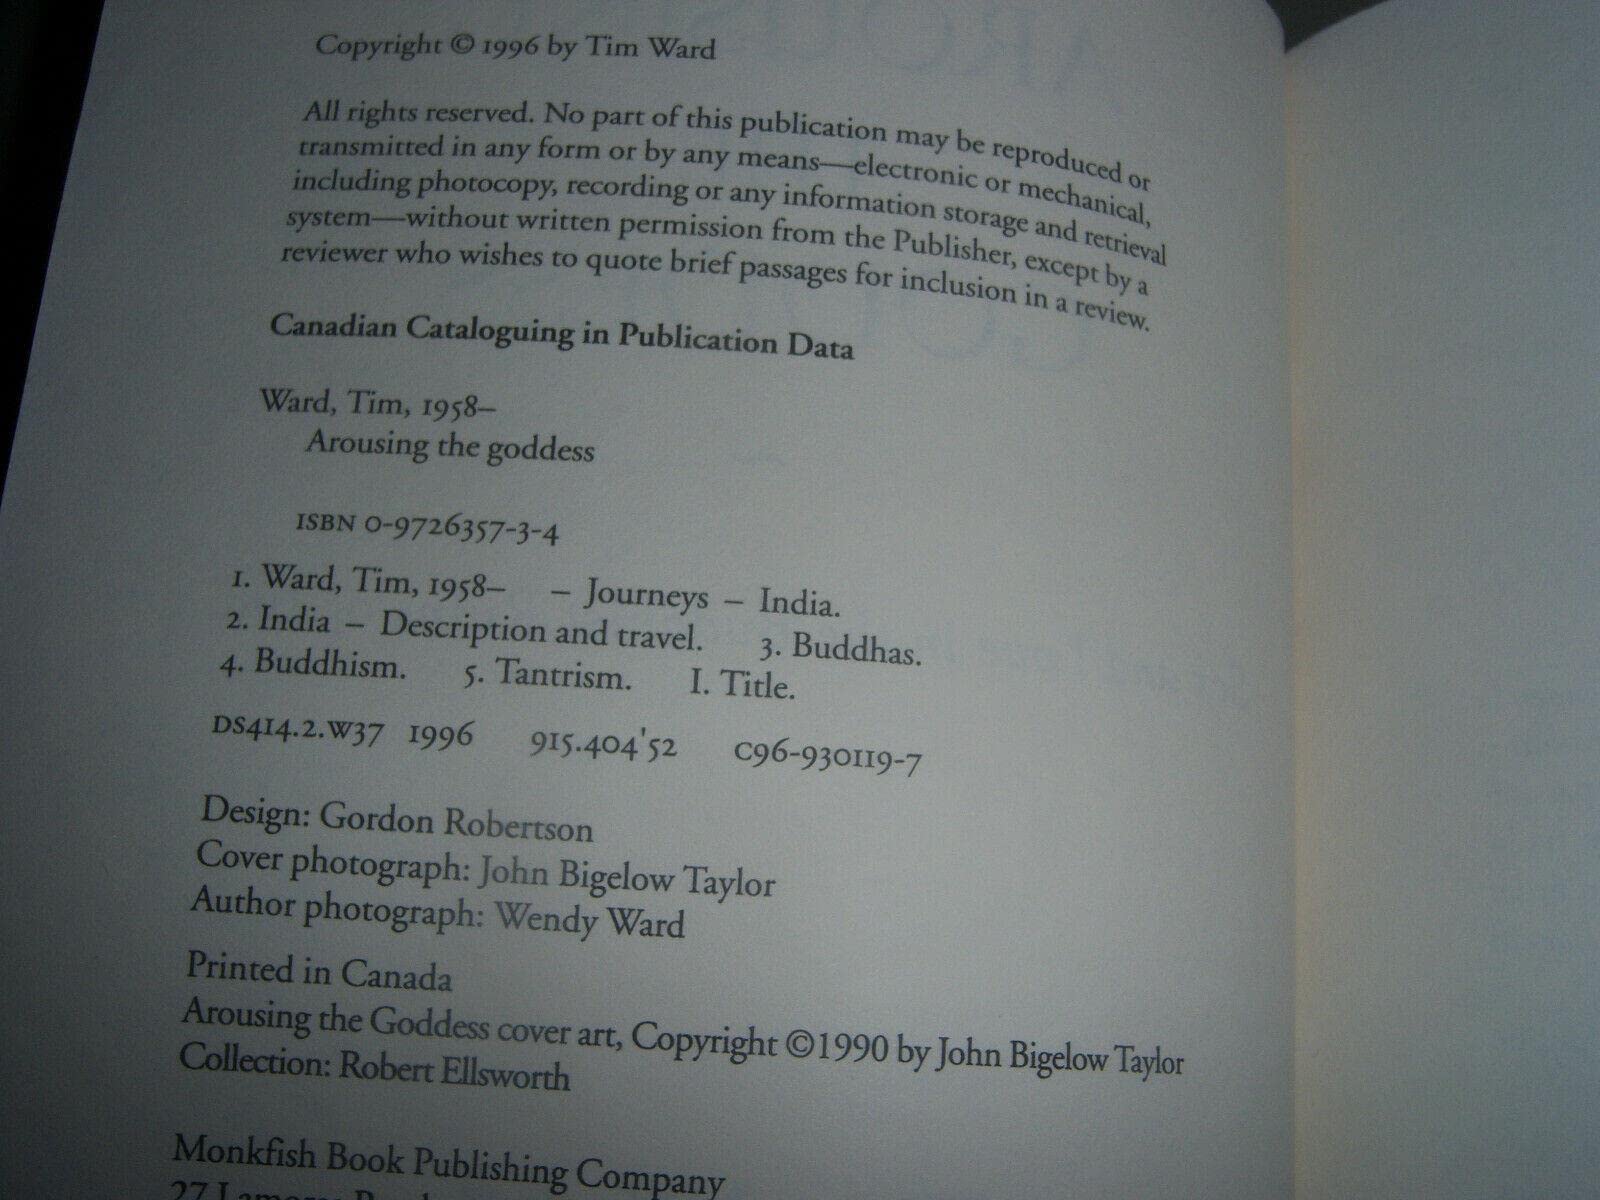 Copyright © 1996 by Tim Ward
All rights reserved. No part of this publication may be reproduced or
transmitted in any form or by any means—electronic or mechanical,
including photocopy, recording or any information storage and retrieval
system—without written permission from the Publisher, except by a
reviewer who wishes to quote brief passages for inclusion in a review.
Canadian Cataloguing in Publication Data
Ward, Tim, 1958–
Arousing the goddess
ISBN 0-9726357-3-4
1. Ward, Tim, 1958– – Journeys – India.
2. India – Description and travel. 3. Buddhas.
4. Buddhism. 5. Tantrism. I. Title.
DS414.2.W37 1996 915.404'52 C96-930119-7
Design: Gordon Robertson
Cover photograph: John Bigelow Taylor
Author photograph: Wendy Ward
Printed in Canada
Arousing the Goddess cover art, Copyright ©1990 by John Bigelow Taylor
Collection: Robert Ellsworth
Monkfish Book Publishing Company
27